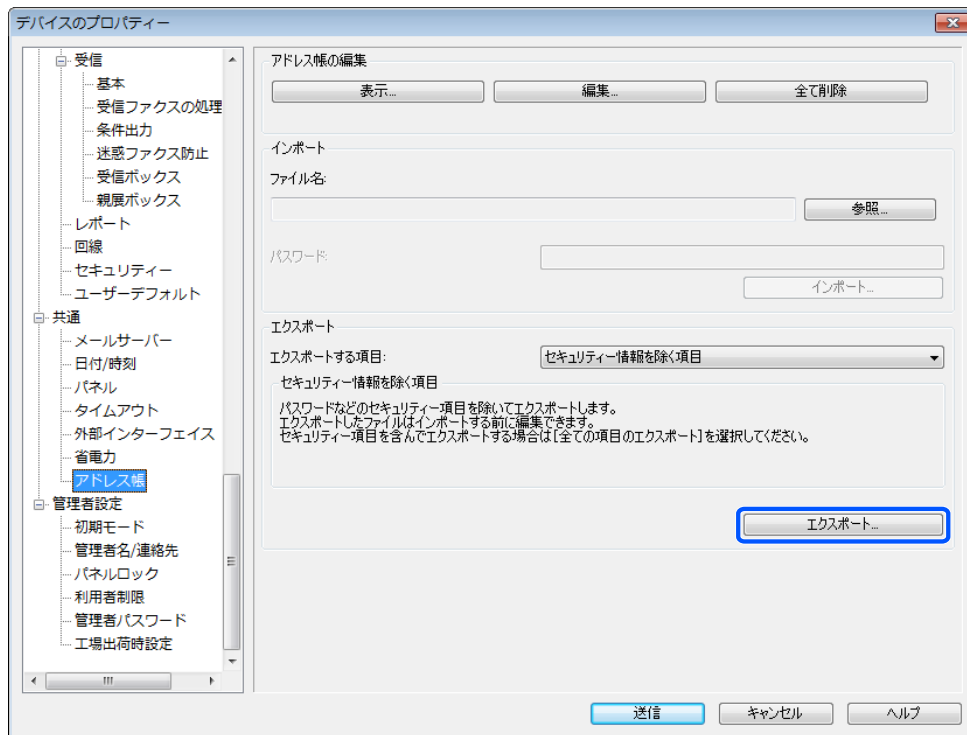 デバイスのプロパティー
受信
基本
受信ファクスの処理
条件出力
迷惑ファクス防止
受信ボックス
親展ボックス
レポート
回線
セキュリティー
ユーザーデフォルト
共通
メールサーバー
日付/時刻
パネル
タイムアウト
外部インターフェイス
省電力
アドレス帳
管理者設定
初期モード
管理者名/連絡先
パネルロック
利用者制限
管理者パスワード
工場出荷時設定
アドレス帳の編集
表示...
編集...
全て削除
インポート
ファイル名:
参照...
パスワード:
インポート...
エクスポート
エクスポートする項目:
セキュリティー情報を除く項目
セキュリティー情報を除く項目
パスワードなどのセキュリティー項目を除いてエクスポートします。
エクスポートしたファイルはインポートする前に編集できます。
セキュリティー項目を含んでエクスポートする場合は[全ての項目のエクスポート]を選択してください。
エクスポート...
送信
キャンセル
ヘルプ